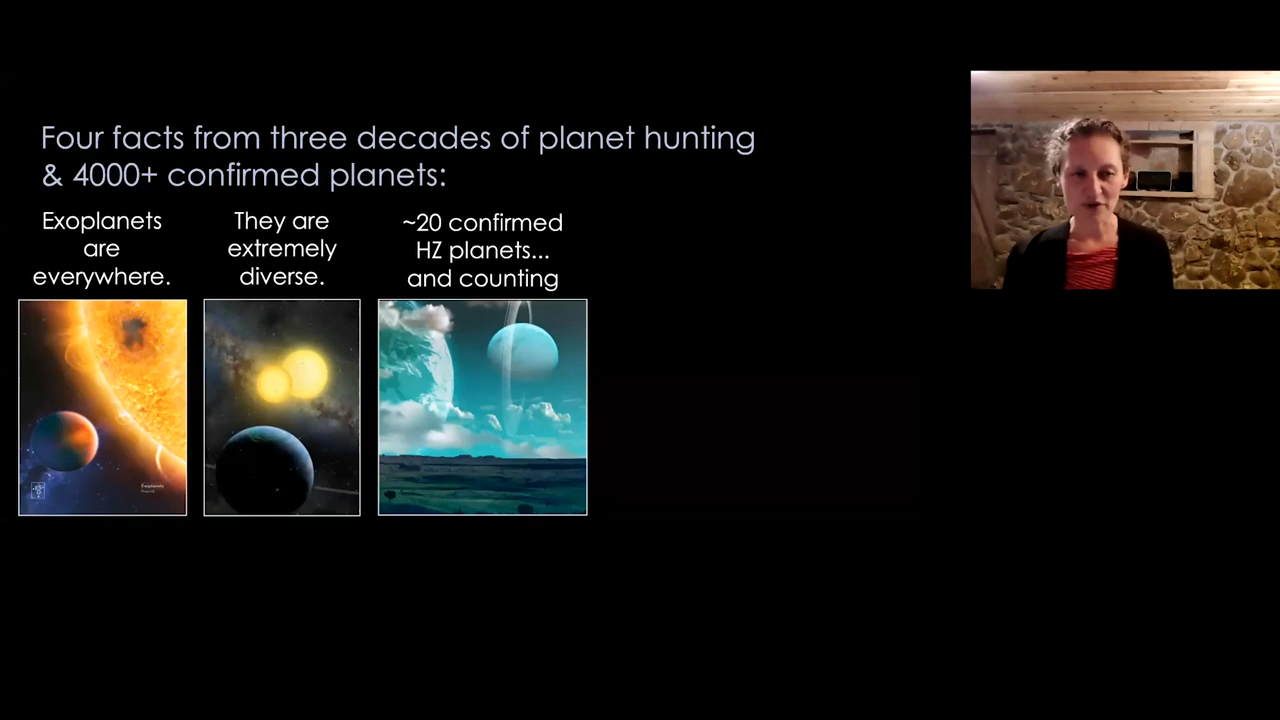 Four facts from three decades of planet hunting
& 4000+ confirmed planets:
Exoplanets
are
everywhere.
They are
extremely
diverse.
~20 confirmed
HZ planets...
and counting